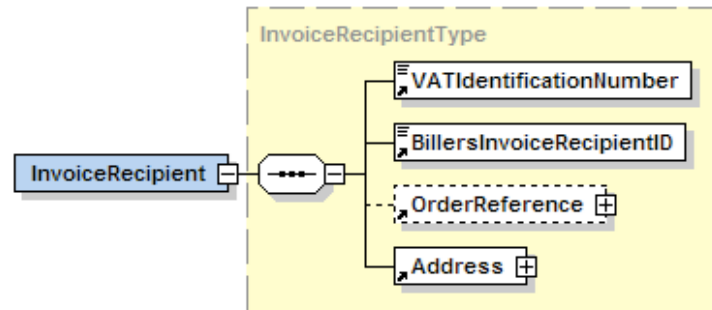 InvoiceRecipientType
VATIdentificationNumber
BillersInvoiceRecipientID
InvoiceRecipient
OrderReference
Address